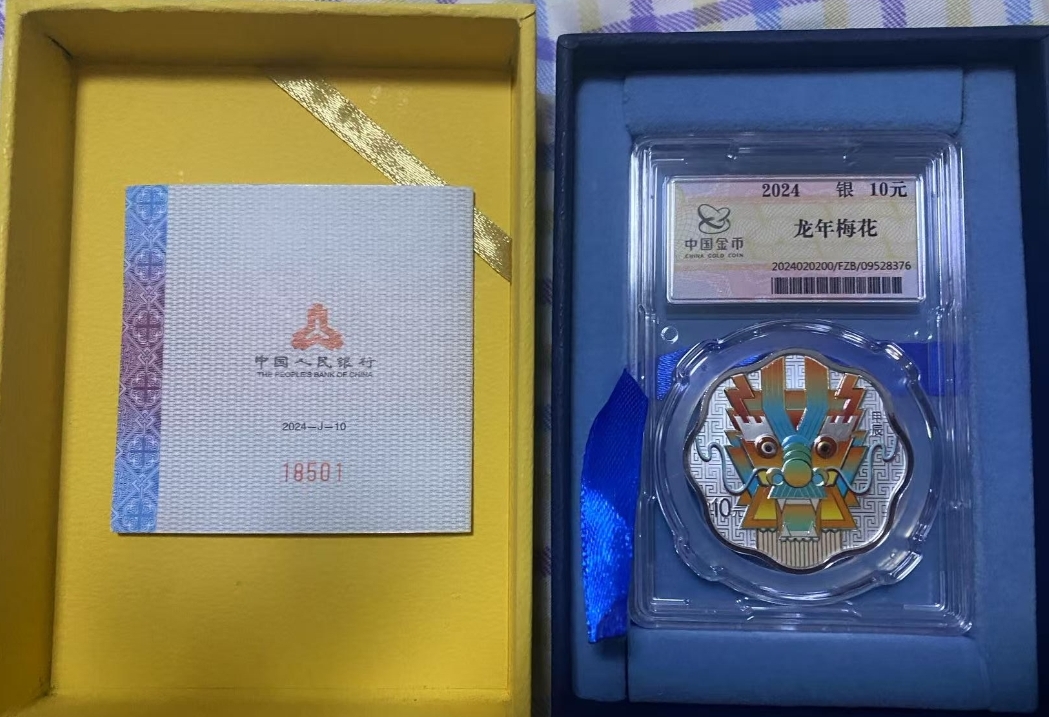 中国人民银行
THE PEOPLE'S BANK OF CHINA
2024—J—10
18501
2024 银 10元
中国金币
CHINA GOLD COIN
龙年梅花
2024020200/FZB/09528376
甲辰
10元